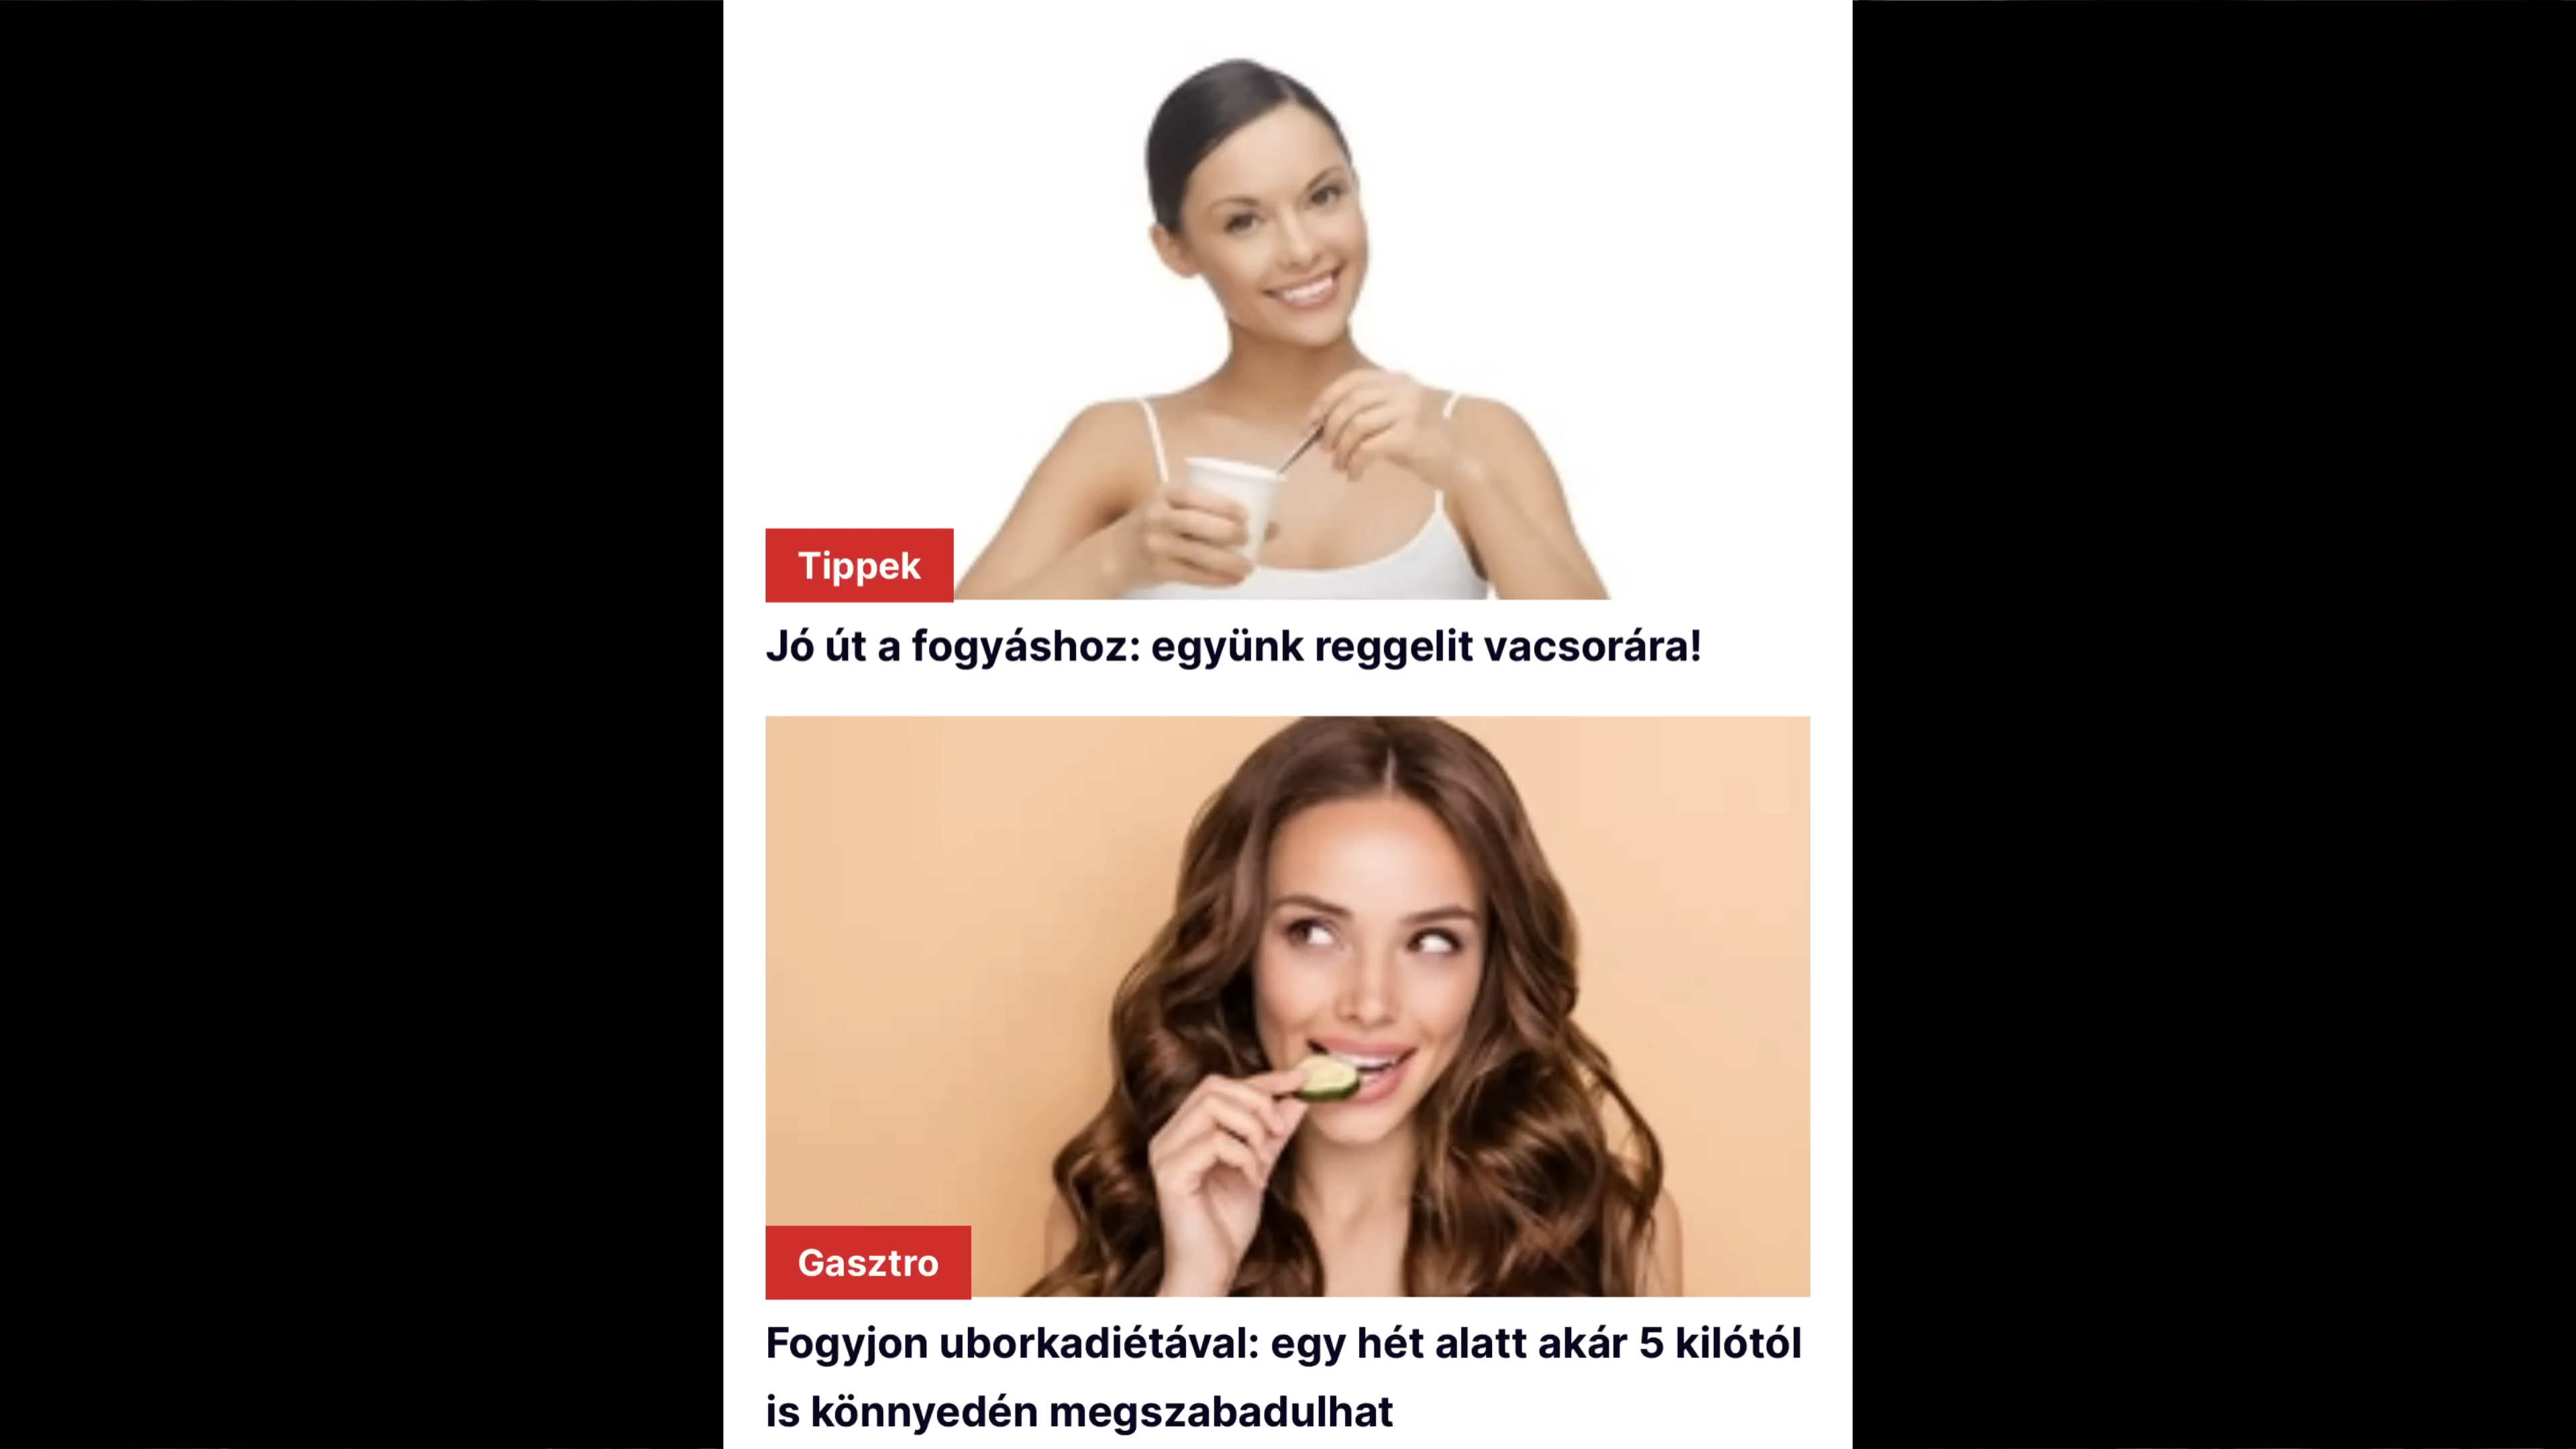 Tippek
Jó út a fogyáshoz: együnk reggelit vacsorára!
Gasztro
Fogyjon uborkadiétával: egy hét alatt akár 5 kilótól
is könnyedén megszabadulhat